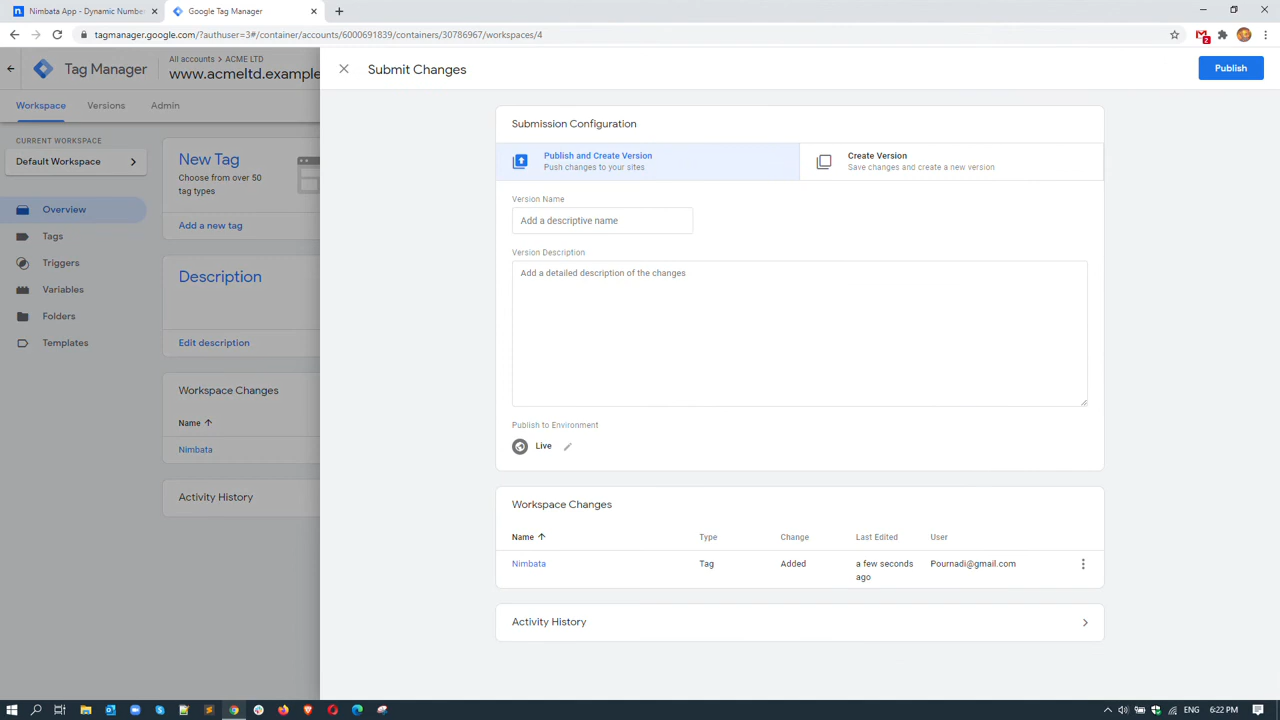 Nimbata App - Dynamic Numbe
Google Tag Manager
tagmanager.google.com/?authuser=3#/container/accounts/6000691839/containers/30786967/workspaces/4
2
Tag Manager
All accounts > ACME LTD
www.acmeltd.example
Submit Changes
Publish
Workspace
Versions
Admin
CURRENT WORKSPACE
Default Workspace
Overview
Tags
Triggers
Variables
Folders
Templates
New Tag
Choose from over 50
tag types
Add a new tag
Description
Edit description
Workspace Changes
Name
Nimbata
Activity History
Submission Configuration
Publish and Create Version
Push changes to your sites
Create Version
Save changes and create a new version
Version Name
Add a descriptive name
Version Description
Add a detailed description of the changes
Publish to Environment
Live
Workspace Changes
Name Type Change Last Edited User
Nimbata Tag Added a few seconds ago Pournadi@gmail.com
Activity History
ENG
6:22 PM